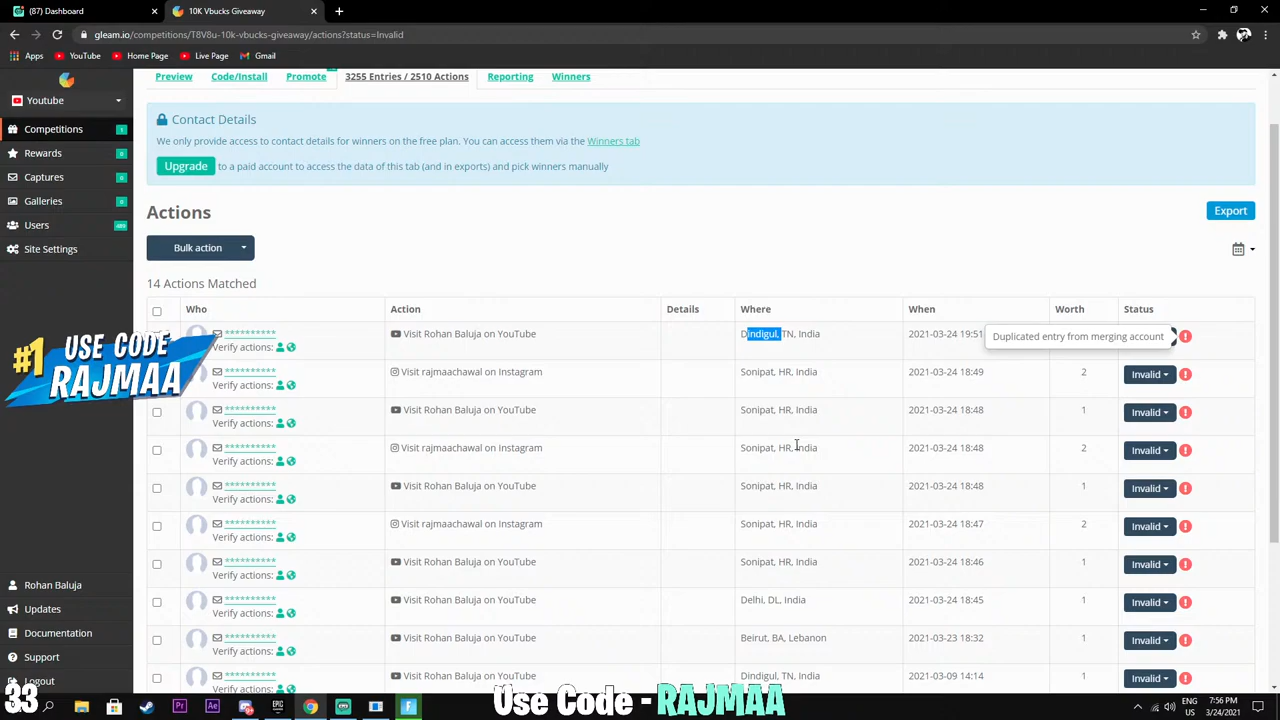 (87) Dashboard
10K Vbucks Giveaway
gleam.io/competitions/T8V8u-10k-vbucks-giveaway/actions?status=Invalid
Apps YouTube Home Page Live Page Gmail
Youtube
Competitions 1
Rewards 0
Captures 0
Galleries 0
Users
Site Settings
Rohan Baluja
Updates
Documentation
Support
Logout
Preview Code/Install Promote 3255 Entries / 2510 Actions Reporting Winners
Contact Details
We only provide access to contact details for winners on the free plan. You can access them via the Winners tab
Upgrade to a paid account to access the data of this tab (and in exports) and pick winners manually
Actions
Export
Bulk action
14 Actions Matched
Who Action Details Where When Worth Status
********** Visit Rohan Baluja on YouTube Dindigul, TN, India 2021-03-24 19:51
Duplicated entry from merging account
Verify actions:
********** Visit rajmaachawal on Instagram Sonipat, HR, India 2021-03-24 18:49 2 Invalid
Verify actions:
********** Visit Rohan Baluja on YouTube Sonipat, HR, India 2021-03-24 18:48 1 Invalid
Verify actions:
********** Visit rajmaachawal on Instagram Sonipat, HR, India 2021-03-24 18:48 2 Invalid
Verify actions:
********** Visit Rohan Baluja on YouTube Sonipat, HR, India 2021-03-24 18:48 1 Invalid
Verify actions:
********** Visit rajmaachawal on Instagram Sonipat, HR, India 2021-03-24 18:47 2 Invalid
Verify actions:
********** Visit Rohan Baluja on YouTube Sonipat, HR, India 2021-03-24 18:46 1 Invalid
Verify actions:
********** Visit Rohan Baluja on YouTube Delhi, DL, India 2021-03-24 18:45 1 Invalid
Verify actions:
********** Visit Rohan Baluja on YouTube Beirut, BA, Lebanon 2021-03-23 18:32 1 Invalid
Verify actions:
********** Visit Rohan Baluja on YouTube Dindigul, TN, India 2021-03-09 14:14 1 Invalid
Verify actions:
#1 USE CODE
RAJMAA
33
Use Code - RAJMAA
ENG
US
7:56 PM
3/24/2021